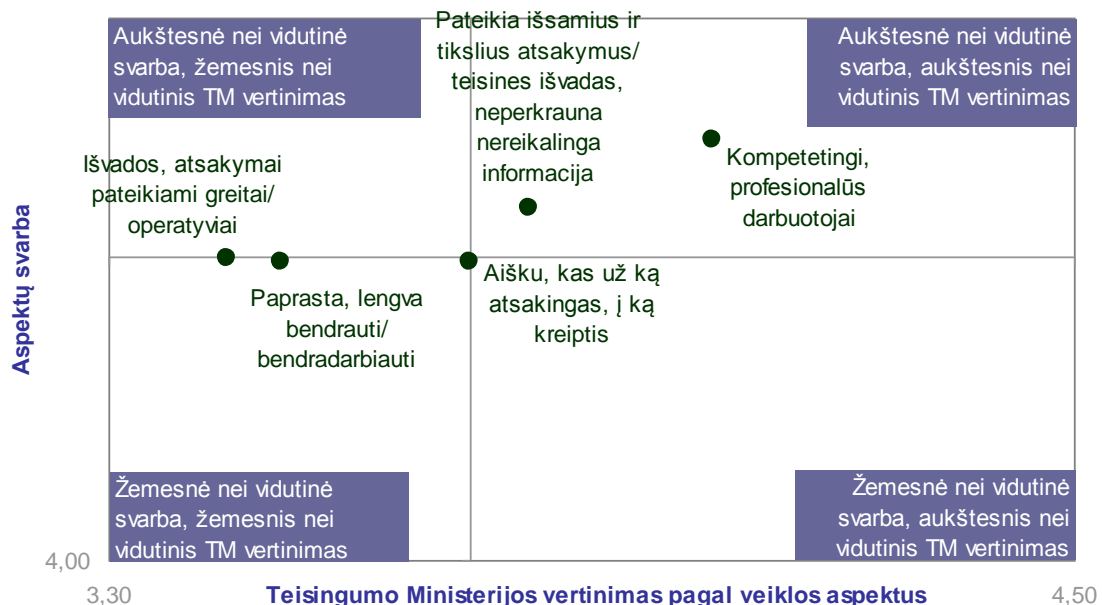 Aukštesnė nei vidutinė
svarba, žemesnis nei
vidutinis TM vertinimas
Pateikia išsamius ir
tikslius atsakymus/
teisines išvadas,
neperkrauna
nereikalinga
informacija
Aukštesnė nei vidutinė
svarba, aukštesnis nei
vidutinis TM vertinimas
Išvados, atsakymai
pateikiami greitai/
operatyviai
Kompetetingi,
profesionalūs
darbuotojai
Paprasta, lengva
bendrauti/
bendradarbiauti
Aišku, kas už ką
atsakingas, į ką
kreiptis
Aspektų svarba
Žemesnė nei vidutinė
svarba, žemesnis nei
vidutinis TM vertinimas
Žemesnė nei vidutinė
svarba, aukštesnis nei
vidutinis TM vertinimas
4,00
3,30
Teisingumo Ministerijos vertinimas pagal veiklos aspektus
4,50